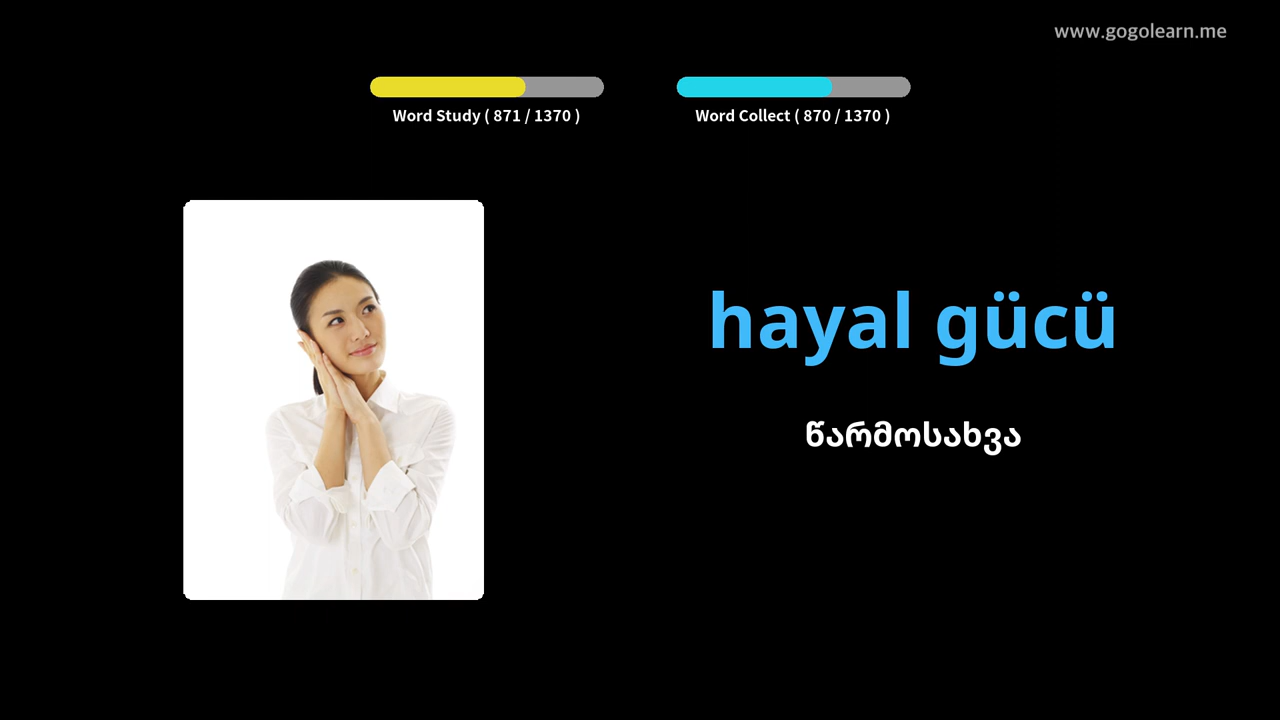 www.gogolearn.me
Word Study ( 871 / 1370 )
Word Collect ( 870 / 1370 )
hayal gücü
წარმოსახვა